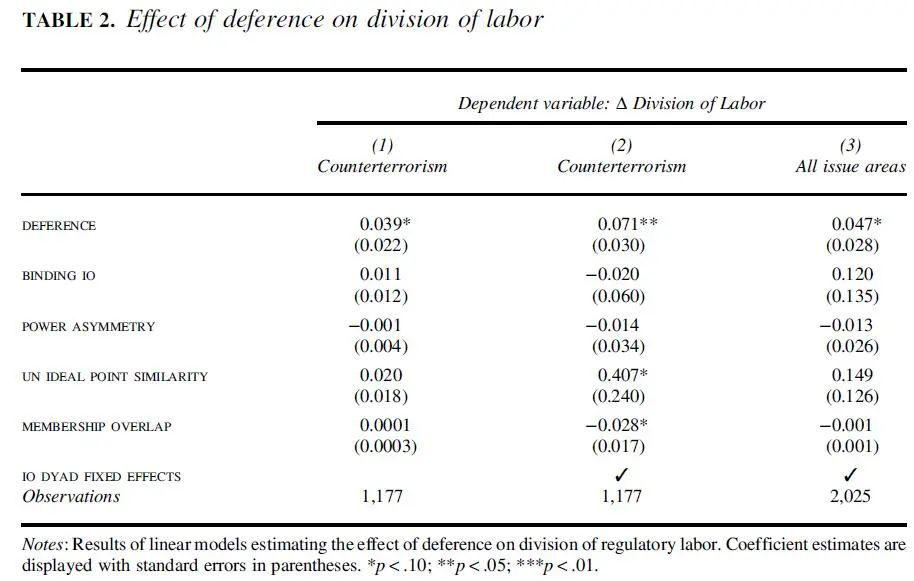 TABLE 2. Effect of deference on division of labor
Dependent variable: Δ Division of Labor
(1) (2) (3)
Counterterrorism Counterterrorism All issue areas
DEFERENCE 0.039* 0.071** 0.047*
(0.022) (0.030) (0.028)
BINDING IO 0.011 −0.020 0.120
(0.012) (0.060) (0.135)
POWER ASYMMETRY −0.001 −0.014 −0.013
(0.004) (0.034) (0.026)
UN IDEAL POINT SIMILARITY 0.020 0.407* 0.149
(0.018) (0.240) (0.126)
MEMBERSHIP OVERLAP 0.0001 −0.028* −0.001
(0.0003) (0.017) (0.001)
IO DYAD FIXED EFFECTS ✓ ✓
Observations 1,177 1,177 2,025
Notes: Results of linear models estimating the effect of deference on division of regulatory labor. Coefficient estimates are
displayed with standard errors in parentheses. *p < .10; **p < .05; ***p < .01.